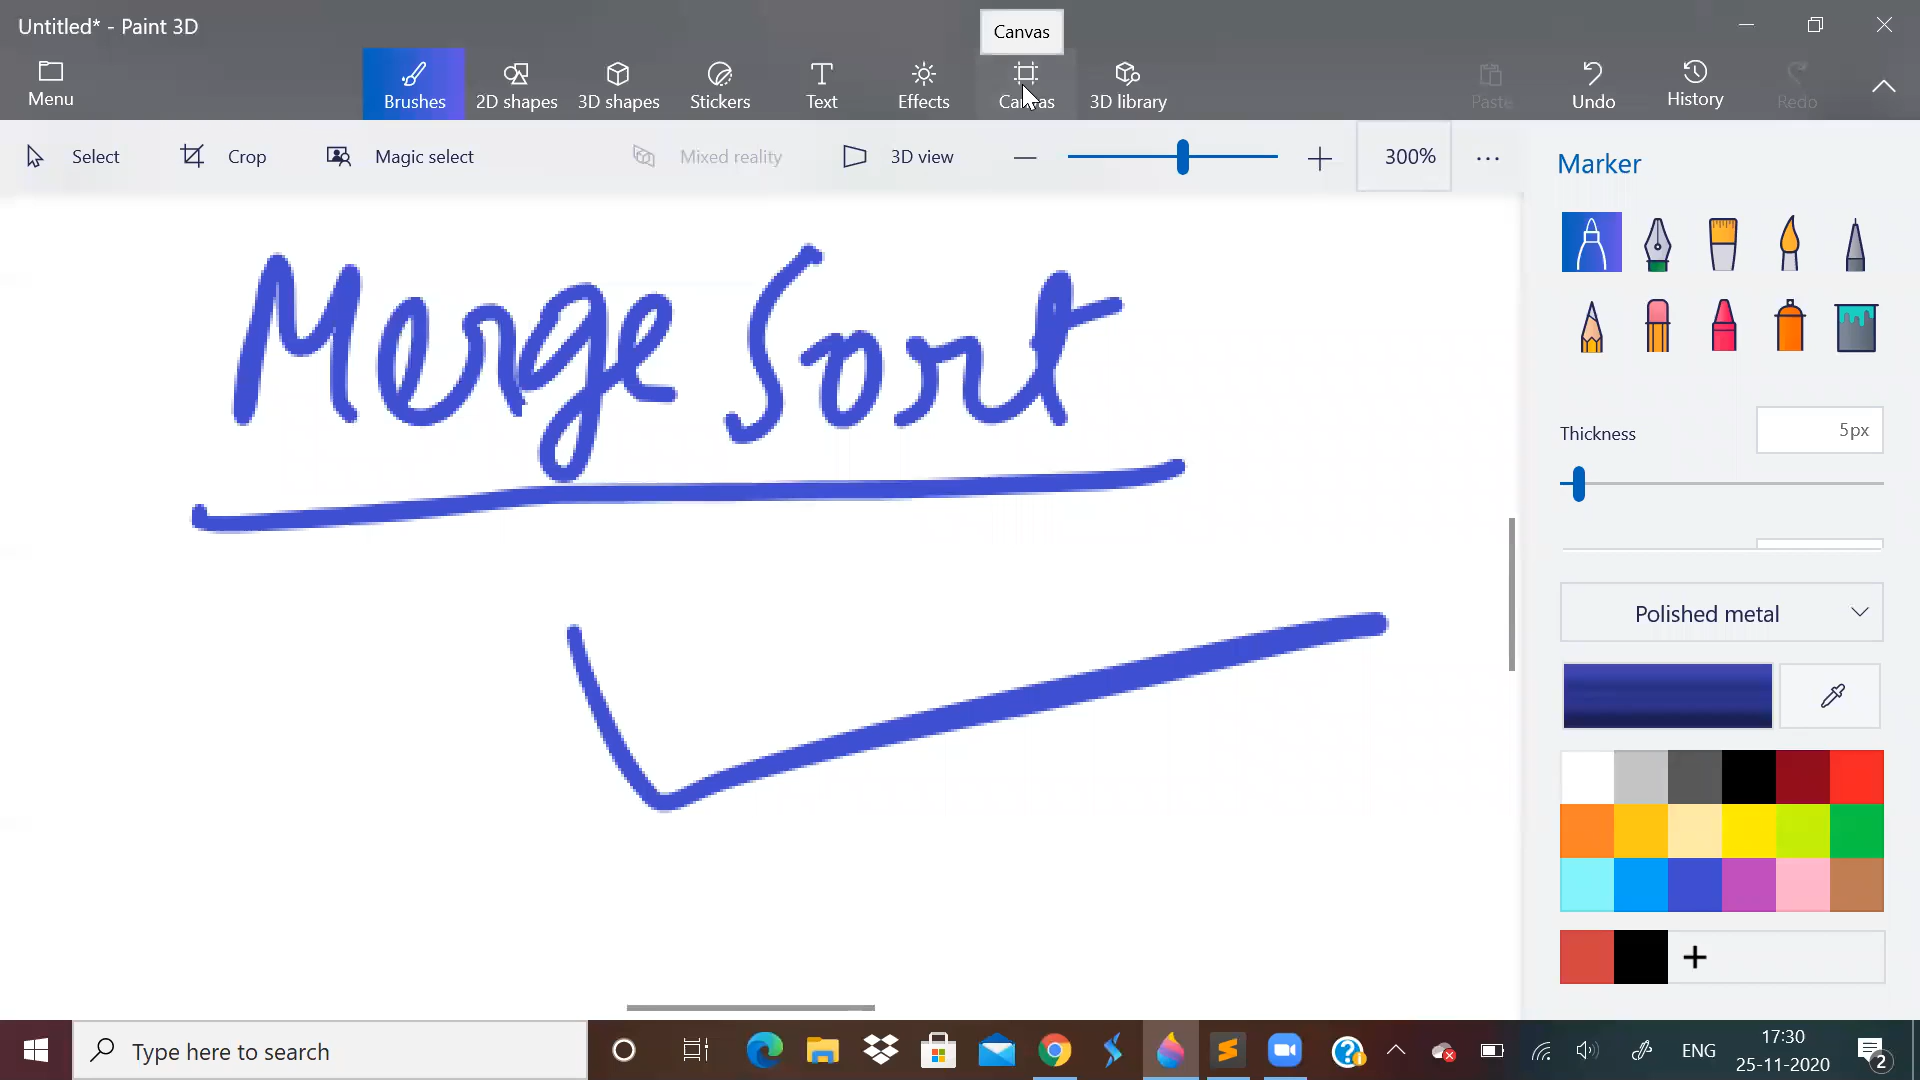 Untitled* - Paint 3D
Canvas
Menu
Brushes
2D shapes
3D shapes
Stickers
Text
Effects
Canvas
3D library
Paste
Undo
History
Redo
Select
Crop
Magic select
Mixed reality
3D view
300%
Marker
Merge Sort
Thickness
5px
Polished metal
Type here to search
ENG
17:30
25-11-2020
2